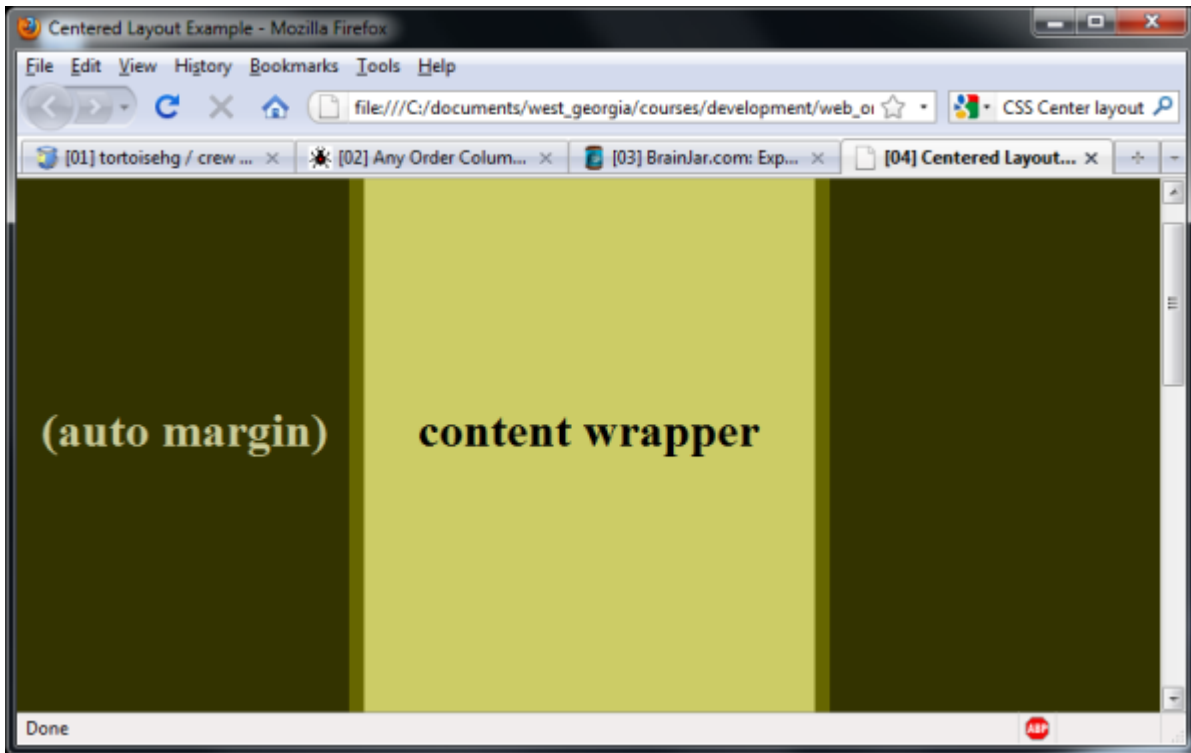 Centered Layout Example - Mozilla Firefox
File Edit View History Bookmarks Tools Help
file:///C:/documents/west_georgia/courses/development/web_o
CSS Center layout
[01] tortoisehg / crew ...
[02] Any Order Colum...
[03] BrainJar.com: Exp...
[04] Centered Layout...
(auto margin)
content wrapper
Done
ABP